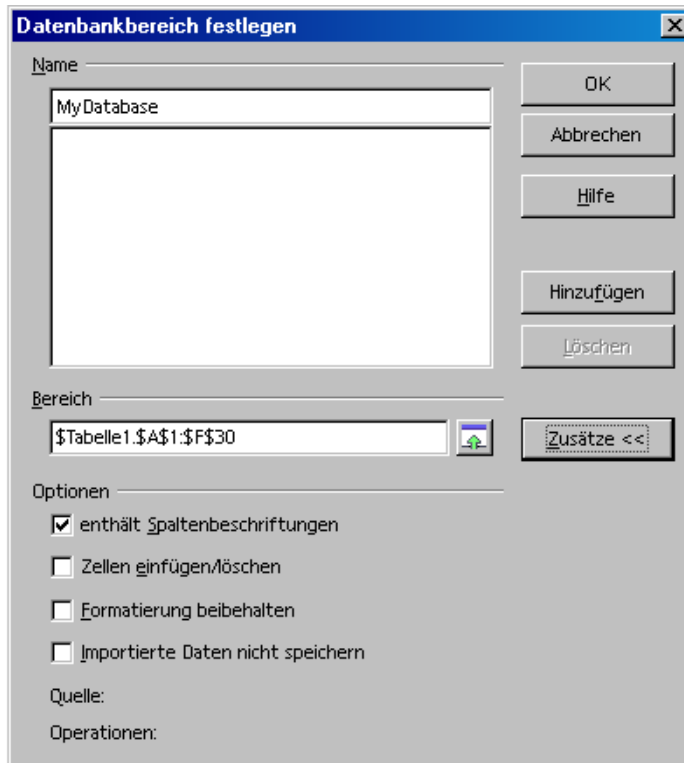 Datenbankbereich festlegen
Name
MyDatabase
OK
Abbrechen
Hilfe
Hinzufügen
Löschen
Bereich
$Tabelle1.$A$1:$F$30
Zusätze <<
Optionen
enthält Spaltenbeschriftungen
Zellen einfügen/löschen
Formatierung beibehalten
Importierte Daten nicht speichern
Quelle:
Operationen: